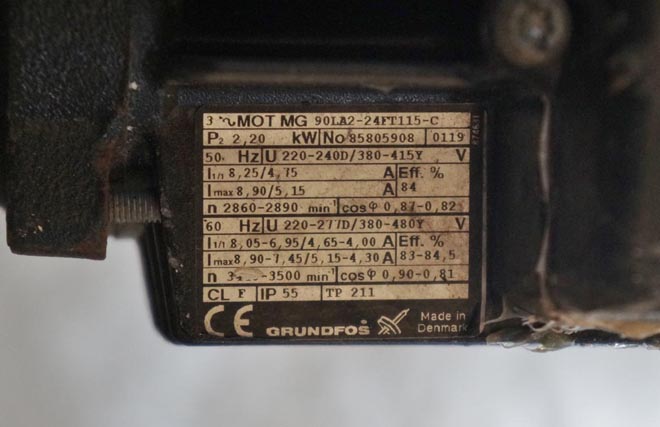 3 ~ MOT MG 90LA2-24FT115-C
P2 2,20 kW No 85805908 0119
50 Hz U 220-240D/380-415Y V
I1/1 8,25/4,75 A Eff. %
Imax 8,90/5,15 A 84
n 2860-2890 min-1 cos φ 0,87-0,82
60 Hz U 220-277D/380-480Y V
I1/1 8,05-6,95/4,65-4,00 A Eff. %
Imax 8,90-7,45/5,15-4,30 A 83-84,5
n -3500 min-1 cos φ 0,90-0,81
CL F IP 55 TP 211
CE GRUNDFOS Made in
Denmark